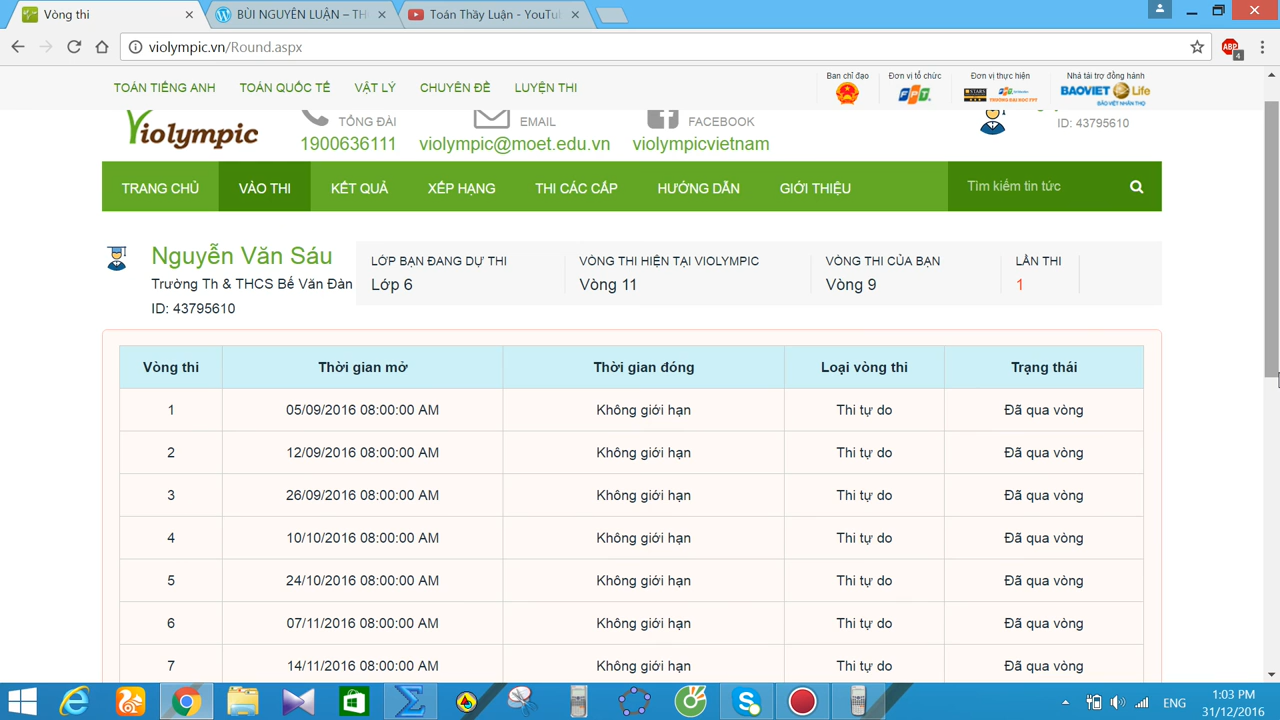 Vòng thi
BÙI NGUYÊN LUẬN – TH
Toán Thầy Luận - YouTu
violympic.vn/Round.aspx
ABP
4
TOÁN TIẾNG ANH
TOÁN QUỐC TẾ
VẬT LÝ
CHUYÊN ĐỀ
LUYỆN THI
Ban chỉ đạo
Đơn vị tổ chức
Đơn vị thực hiện
Nhà tài trợ đồng hành
FPT
BAOVIET Life
BẢO VIỆT NHÂN THỌ
Violympic
TỔNG ĐÀI
1900636111
EMAIL
violympic@moet.edu.vn
FACEBOOK
violympicvietnam
ID: 43795610
TRANG CHỦ
VÀO THI
KẾT QUẢ
XẾP HẠNG
THI CÁC CẤP
HƯỚNG DẪN
GIỚI THIỆU
Tìm kiếm tin tức
Nguyễn Văn Sáu
Trường Th & THCS Bế Văn Đàn
ID: 43795610
LỚP BẠN ĐANG DỰ THI
Lớp 6
VÒNG THI HIỆN TẠI VIOLYMPIC
Vòng 11
VÒNG THI CỦA BẠN
Vòng 9
LẦN THI
1
Vòng thi Thời gian mở Thời gian đóng Loại vòng thi Trạng thái
1 05/09/2016 08:00:00 AM Không giới hạn Thi tự do Đã qua vòng
2 12/09/2016 08:00:00 AM Không giới hạn Thi tự do Đã qua vòng
3 26/09/2016 08:00:00 AM Không giới hạn Thi tự do Đã qua vòng
4 10/10/2016 08:00:00 AM Không giới hạn Thi tự do Đã qua vòng
5 24/10/2016 08:00:00 AM Không giới hạn Thi tự do Đã qua vòng
6 07/11/2016 08:00:00 AM Không giới hạn Thi tự do Đã qua vòng
7 14/11/2016 08:00:00 AM Không giới hạn Thi tự do Đã qua vòng
ENG
1:03 PM
31/12/2016